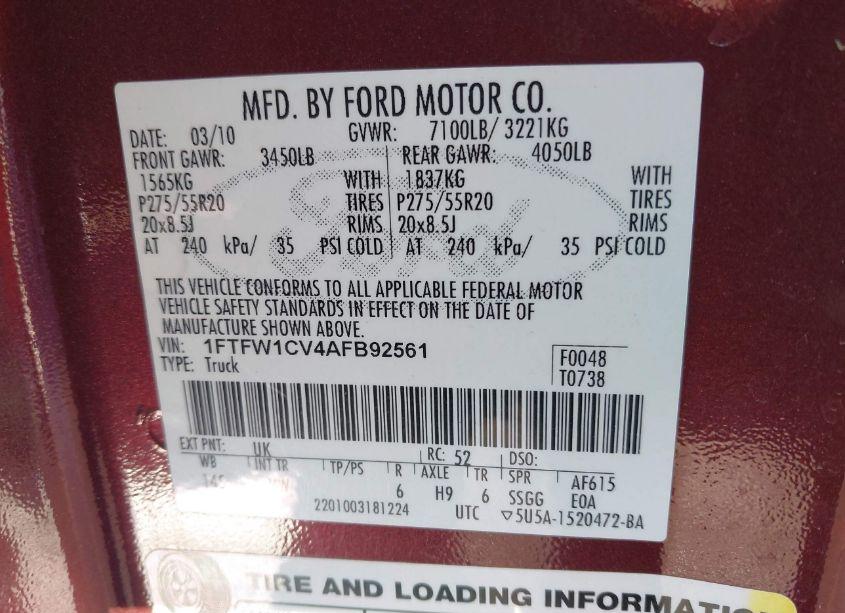 MFD. BY FORD MOTOR CO.
DATE: 03/10 GVWR: 7100LB/ 3221KG
FRONT GAWR: 3450LB REAR GAWR: 4050LB
1565KG WITH 1837KG WITH
P275/55R20 TIRES P275/55R20 TIRES
20x8.5J RIMS 20x8.5J RIMS
AT 240 kPa/ 35 PSI COLD AT 240 kPa/ 35 PSI COLD
Ford
THIS VEHICLE CONFORMS TO ALL APPLICABLE FEDERAL MOTOR
VEHICLE SAFETY STANDARDS IN EFFECT ON THE DATE OF
MANUFACTURE SHOWN ABOVE.
VIN: 1FTFW1CV4AFB92561 F0048
TYPE: Truck T0738
EXT PNT: UK RC: 52 DSO:
WB INT TR TP/PS R AXLE TR SPR AF615
6 H9 6 SSGG E0A
2201003181224 UTC ▽5U5A-1520472-BA
TIRE AND LOADING INFORMATION